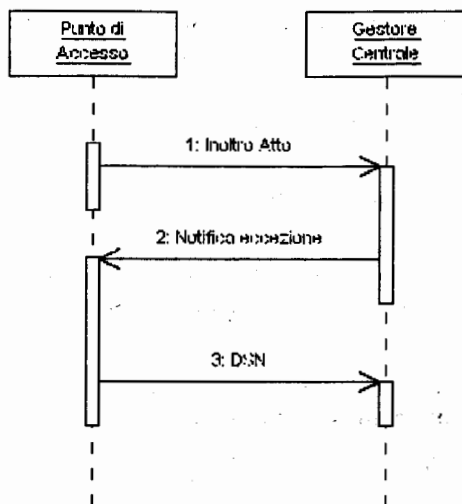 Punto di
Accesso
Gestore
Centrale
1: Inoltro Atto
2: Notifica eccezione
3: DSN